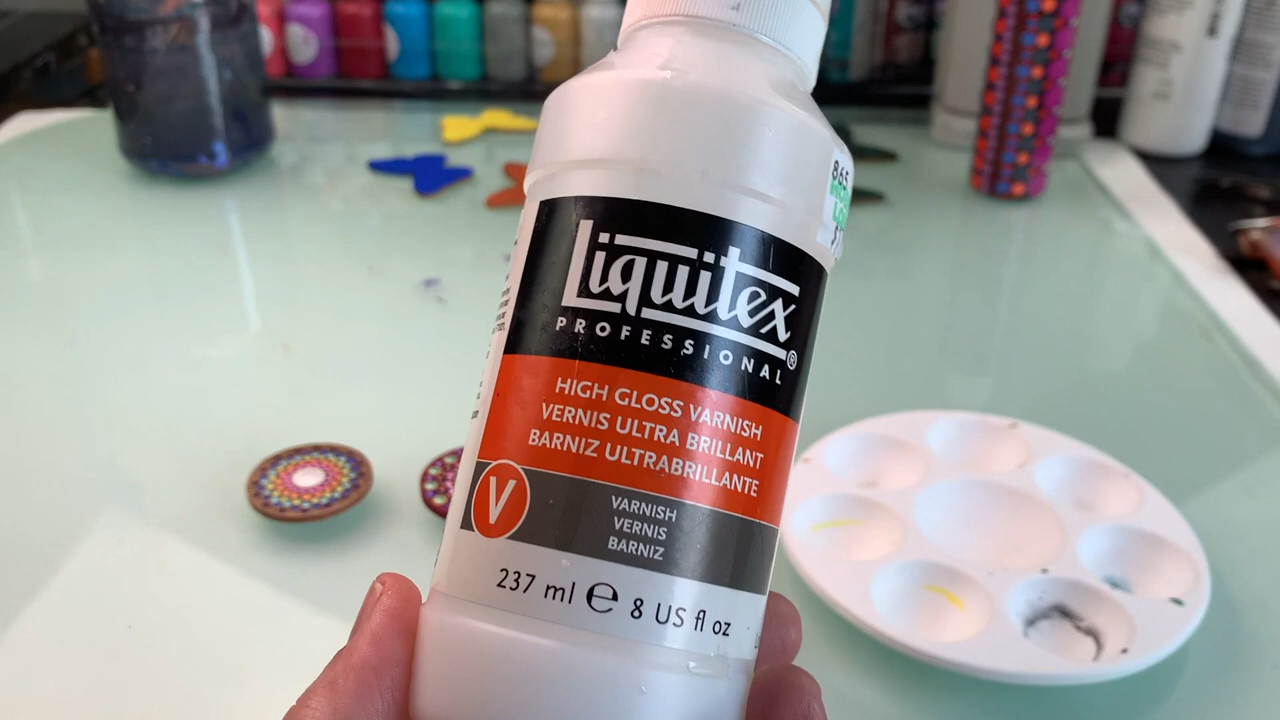 Liquitex®
PROFESSIONAL
HIGH GLOSS VARNISH
VERNIS ULTRA BRILLANT
BARNIZ ULTRABRILLANTE
V
VARNISH
VERNIS
BARNIZ
237 ml ℮ 8 US fl oz
865